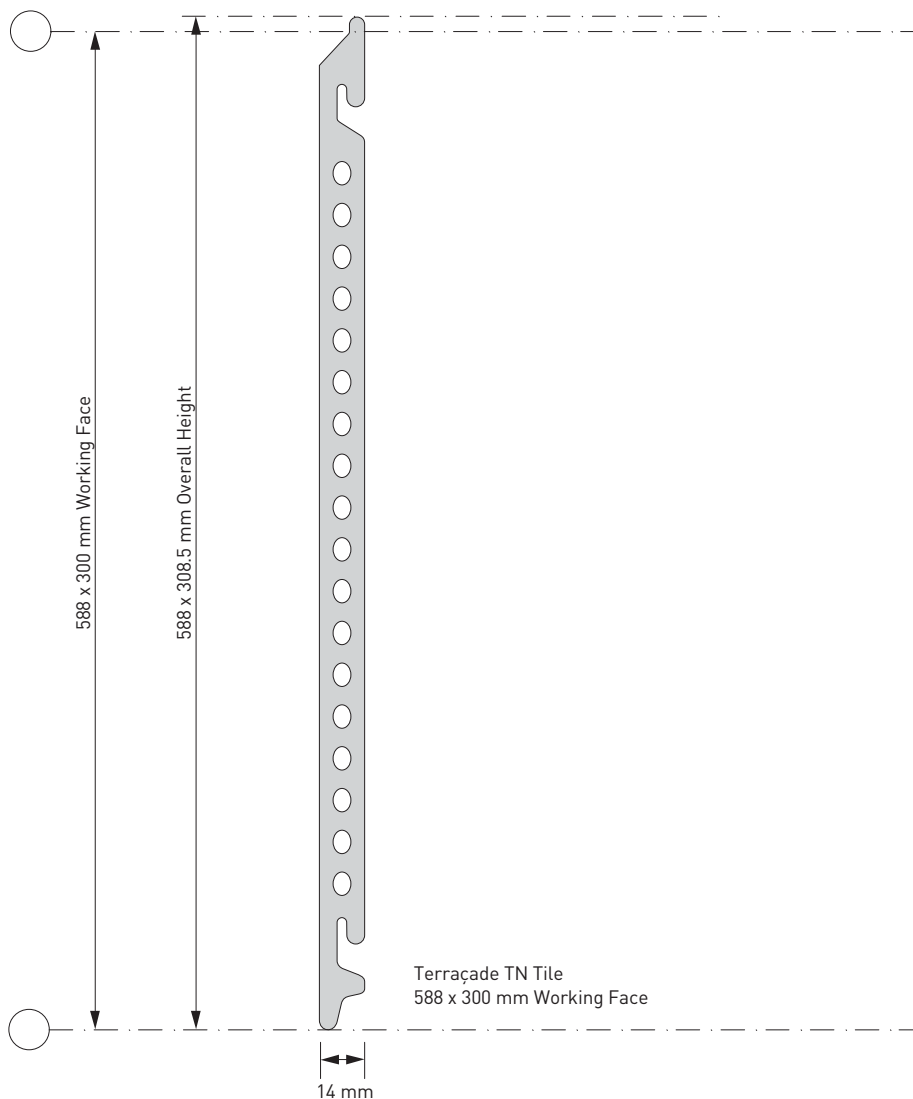 588 x 300 mm Working Face
588 x 308.5 mm Overall Height
Terraçade TN Tile
588 x 300 mm Working Face
14 mm